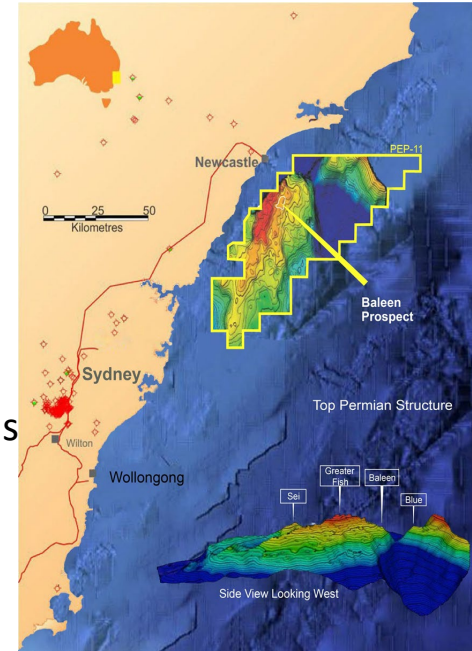 PEP-11
Newcastle
0
50
Kilometres
Baleen
Prospect
Sydney
Top Permian Structure
S
Wilton
Wollongong
Greater
Fish
Baleen
Sei
Blue
Side View Looking West